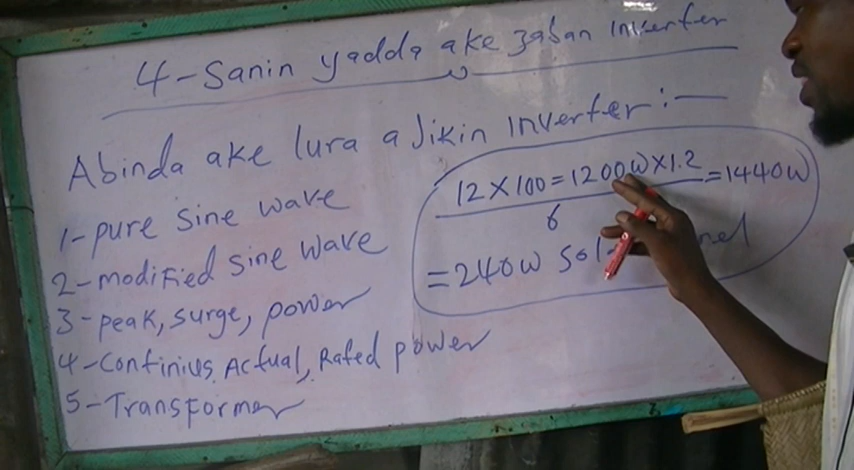 4-Sanin yadda ake zaban inverter
Abinda ake lura a Jikin inverter:-
1-pure sine wave
2-modified sine wave
3-peak, surge, power
4-Continius, Actual, Rated power
5-Transformer
12×100=1200W×1.2=1440W
6
=240W